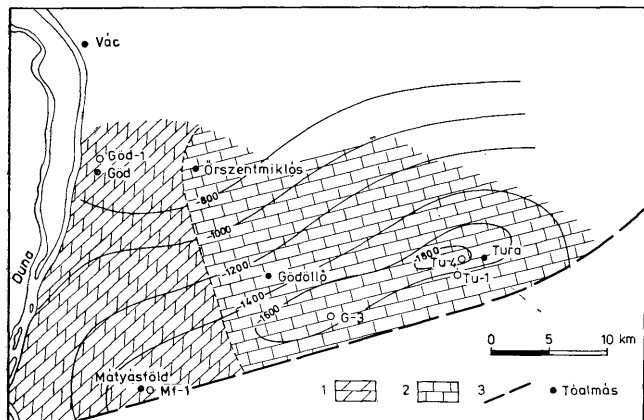 Vác
Göd-1
Göd
Őrszentmiklós
Duna
-800
-1000
-1200
Gödöllő
-1400
-1600
-1800
Tura
Tu-4
Tu-1
G-3
0 5 10 km
Mátyásföld
Mf-1
1 2 3 Tóalmás